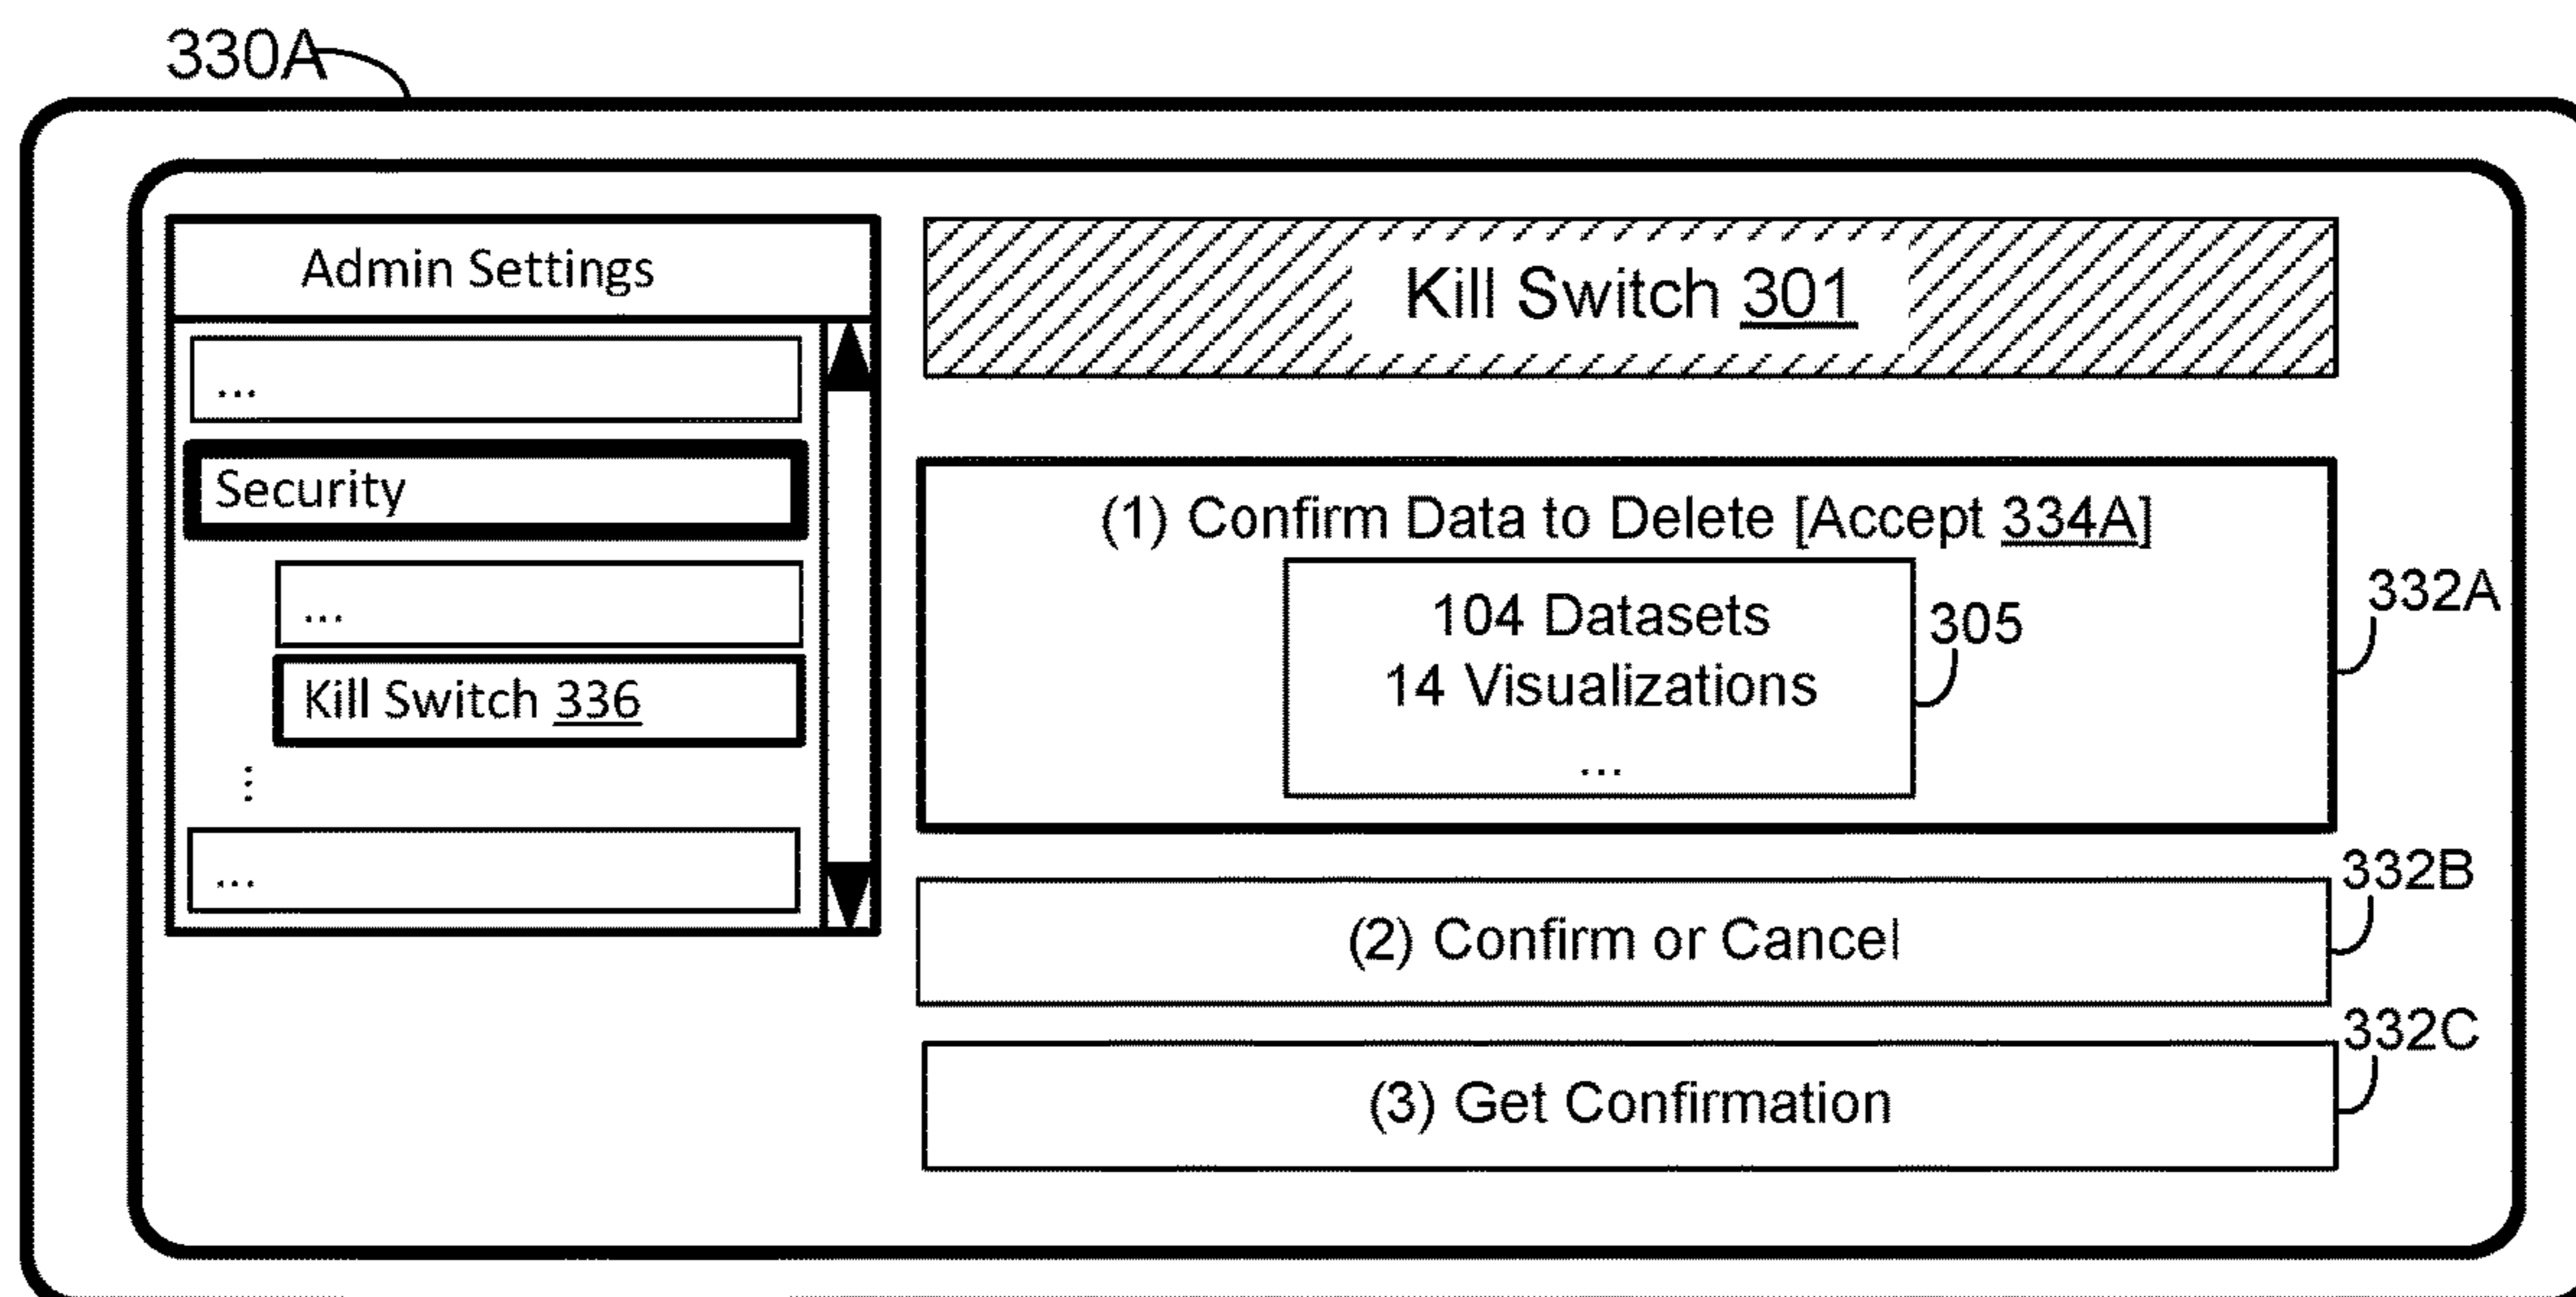 330A
Admin Settings
...
Security
...
Kill Switch 336
⋮
...
Kill Switch 301
(1) Confirm Data to Delete [Accept 334A]
104 Datasets
14 Visualizations
...
305
332A
(2) Confirm or Cancel
332B
(3) Get Confirmation
332C